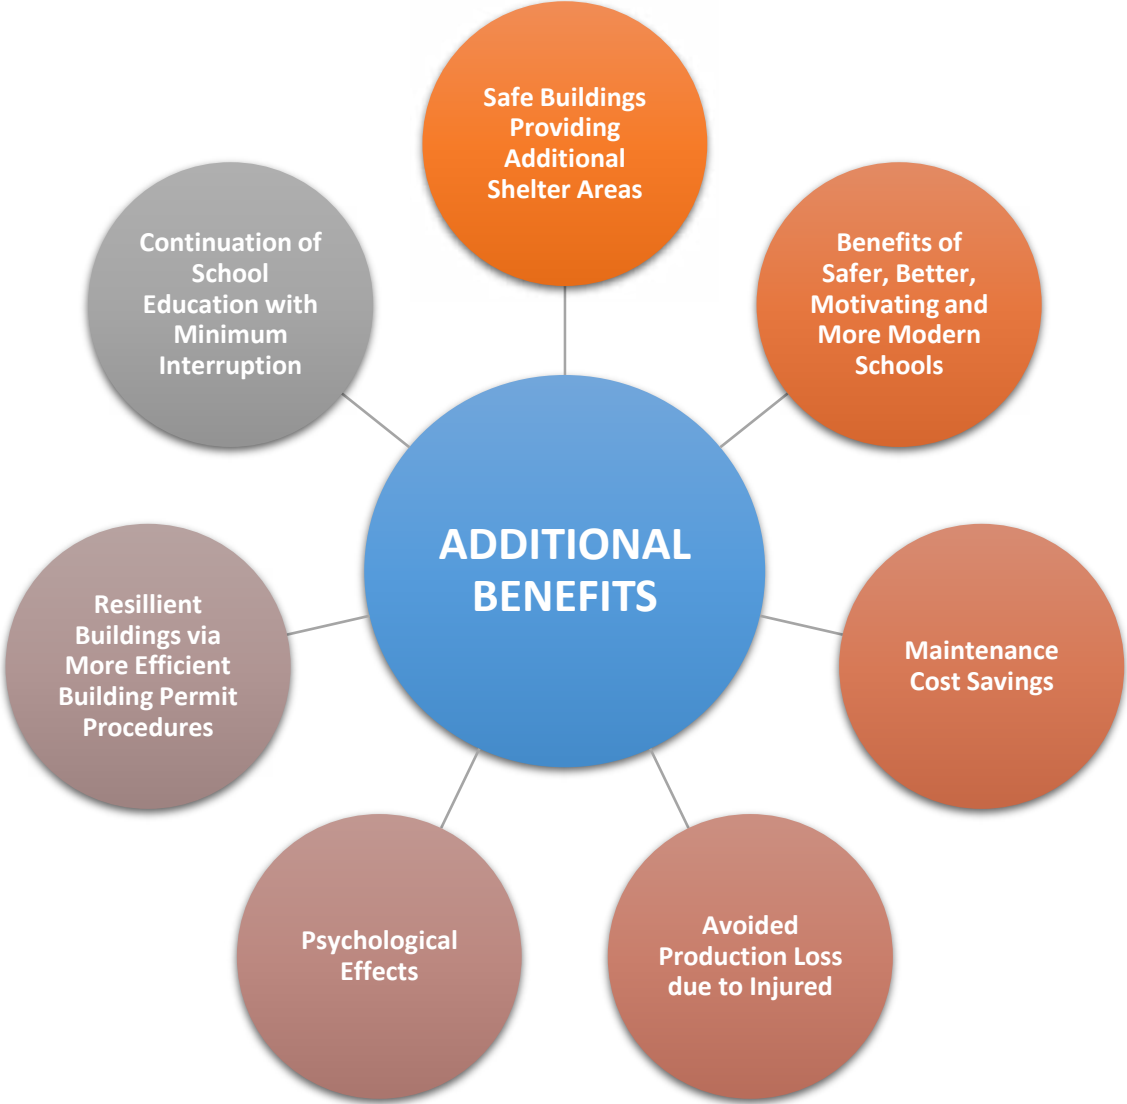 Safe Buildings
Providing
Additional
Shelter Areas
Benefits of
Safer, Better,
Motivating and
More Modern
Schools
Maintenance
Cost Savings
Avoided
Production Loss
due to Injured
Psychological
Effects
Resillient
Buildings via
More Efficient
Building Permit
Procedures
Continuation of
School
Education with
Minimum
Interruption
ADDITIONAL
BENEFITS